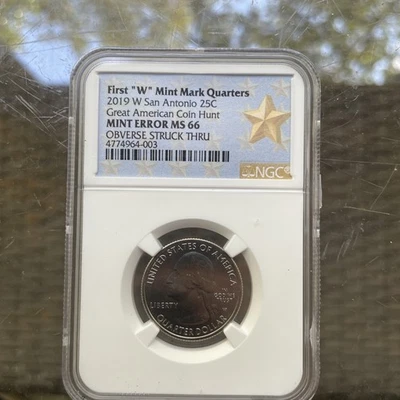 First "W" Mint Mark Quarters
2019 W San Antonio 25C
Great American Coin Hunt
MINT ERROR MS 66
OBVERSE STRUCK THRU
4774964-003
NGC
UNITED STATES OF AMERICA
LIBERTY
QUARTER DOLLAR